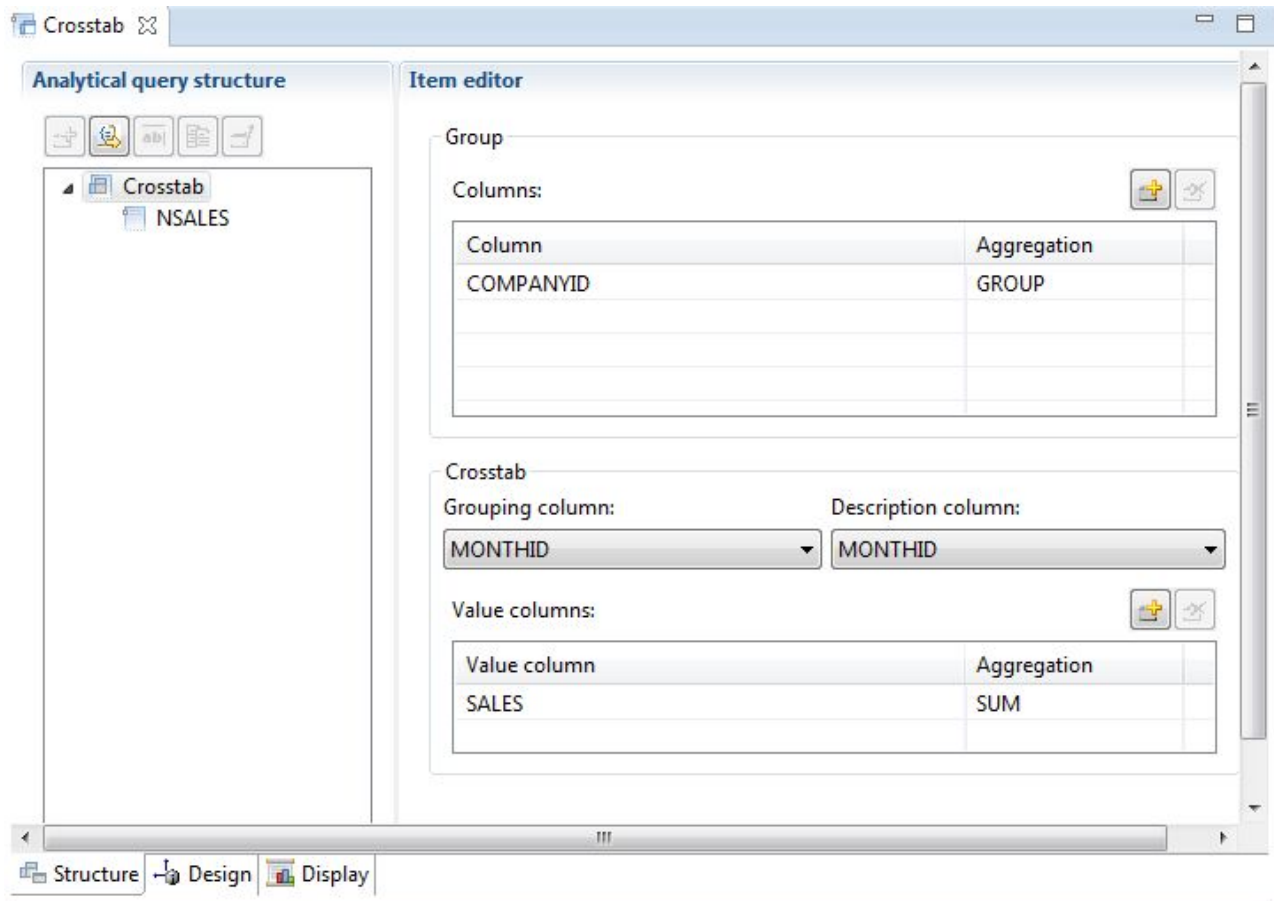 Crosstab
Analytical query structure
Item editor
ab|
Crosstab
NSALES
Group
Columns:
Column Aggregation
COMPANYID GROUP
Crosstab
Grouping column: Description column:
MONTHID MONTHID
Value columns:
Value column Aggregation
SALES SUM
Structure Design Display